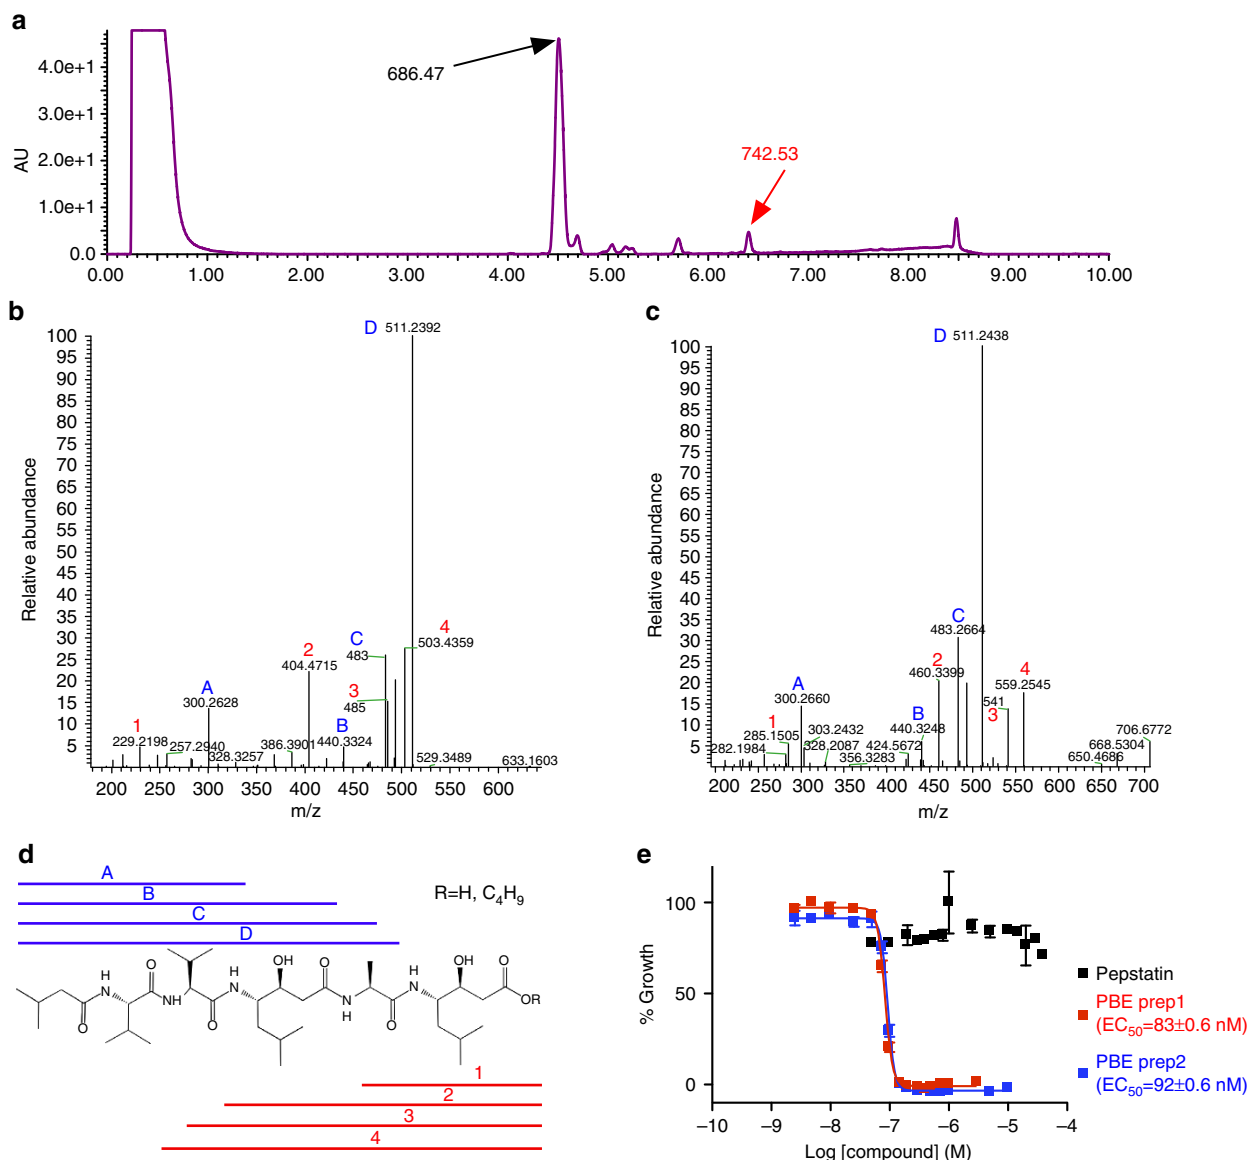 a
4.0e+1
3.0e+1
2.0e+1
1.0e+1
0.0
AU
686.47
742.53
0.00 1.00 2.00 3.00 4.00 5.00 6.00 7.00 8.00 9.00 10.00
b
100
95
90
85
80
75
70
65
60
55
50
45
40
35
30
25
20
15
10
5
Relative abundance
D 511.2392
4
503.4359
C
483
2
404.4715
3
485
A
300.2628
1
229.2198
257.2940
328.3257
386.3901
B
440.3324
529.3489
633.1603
200 250 300 350 400 450 500 550 600
m/z
c
100
95
90
85
80
75
70
65
60
55
50
45
40
35
30
25
20
15
10
5
Relative abundance
D 511.2438
C
483.2664
2
460.3399
4
559.2545
A
300.2660
541
3
B
440.3248
1
285.1505
303.2432
282.1984
328.2087
424.5672
356.3283
706.6772
668.5304
650.4686
200 250 300 350 400 450 500 550 600 650 700
m/z
d
A
B
C
D
R=H, C4H9
O
OH
O
OH
O
H
N
H
N
H
N
OR
O
NH
O
N
H
O
1
2
3
4
e
100
50
0
% Growth
−10 −9 −8 −7 −6 −5 −4
Log [compound] (M)
Pepstatin
PBE prep1
(EC50=83±0.6 nM)
PBE prep2
(EC50=92±0.6 nM)